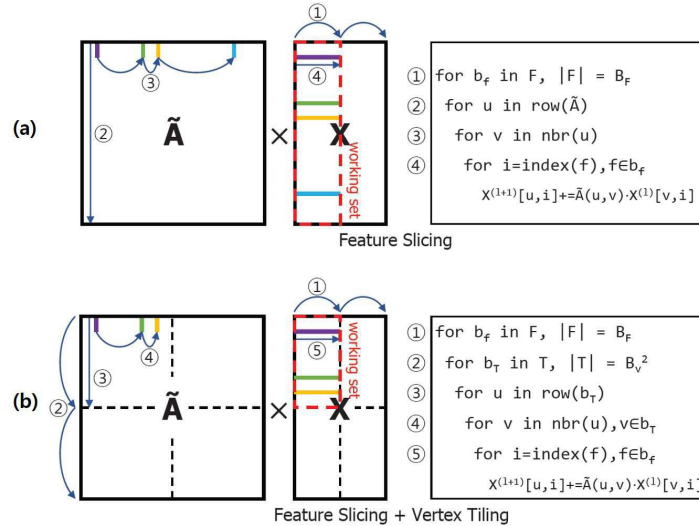 (a)
①
②
③
Ã
×
④
X
working set
① for b_f in F, |F| = B_F
② for u in row(Ã)
③ for v in nbr(u)
④ for i=index(f),f∈b_f
X^(l+1)[u,i]+=Ã(u,v)·X^(l)[v,i]
Feature Slicing
(b)
①
②
③
④
Ã
×
⑤
X
working set
① for b_f in F, |F| = B_F
② for b_T in T, |T| = B_v²
③ for u in row(b_T)
④ for v in nbr(u),v∈b_T
⑤ for i=index(f),f∈b_f
X^(l+1)[u,i]+=Ã(u,v)·X^(l)[v,i]
Feature Slicing + Vertex Tiling